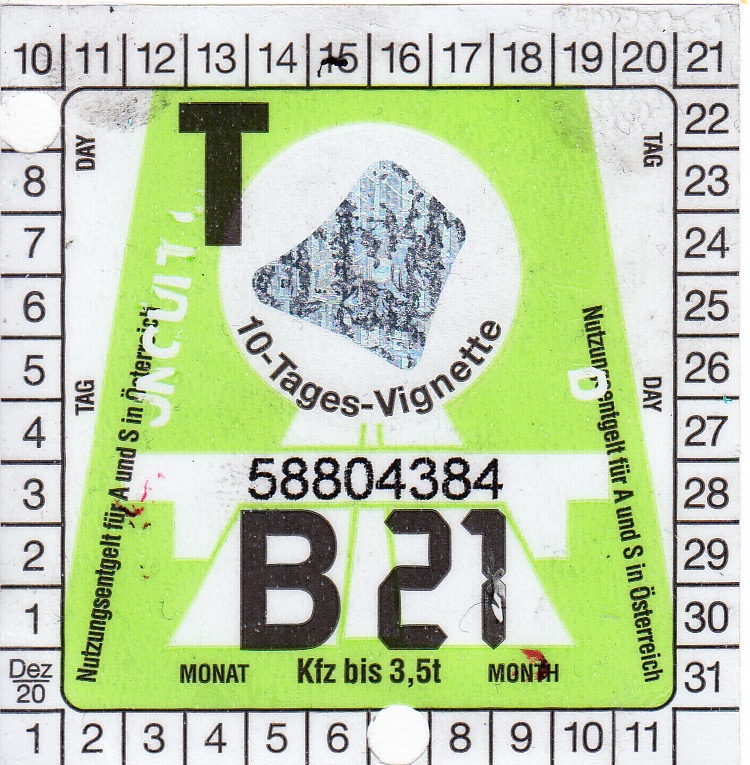 10 11 12 13 14 15 16 17 18 19 20 21
22
23
24
25
26
27
28
29
30
31
8
7
6
5
4
3
2
1
Dez
20
1 2 3 4 5 6 8 9 10 11
DAY
TAG
TAG
DAY
T
10-Tages-Vignette
Nutzungsentgelt für A und S in Österreich
Nutzungsentgelt für A und S in Österreich
58804384
B 21
MONAT Kfz bis 3,5t MONTH